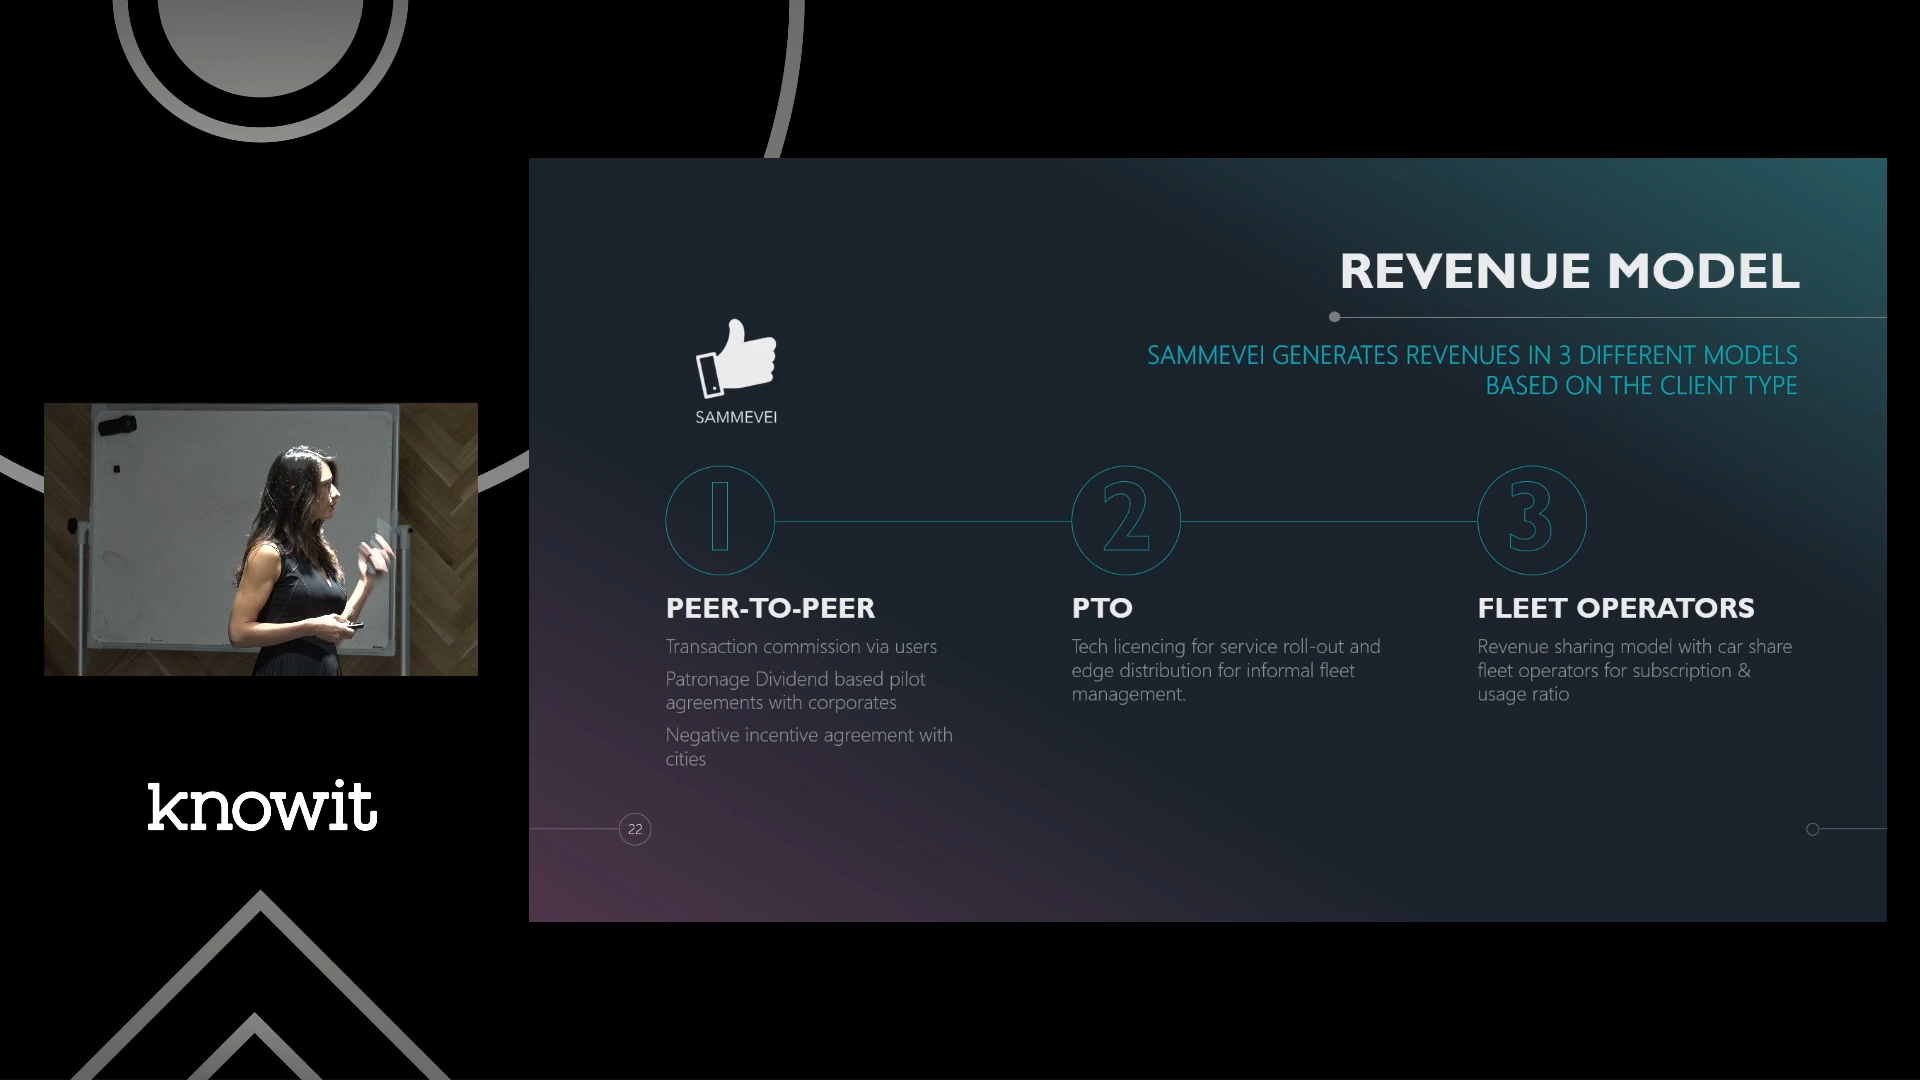 REVENUE MODEL
SAMMEVEI GENERATES REVENUES IN 3 DIFFERENT MODELS
BASED ON THE CLIENT TYPE
SAMMEVEI
1
PEER-TO-PEER
Transaction commission via users
Patronage Dividend based pilot
agreements with corporates
Negative incentive agreement with
cities
2
PTO
Tech licencing for service roll-out and
edge distribution for informal fleet
management.
3
FLEET OPERATORS
Revenue sharing model with car share
fleet operators for subscription &
usage ratio
22
knowit